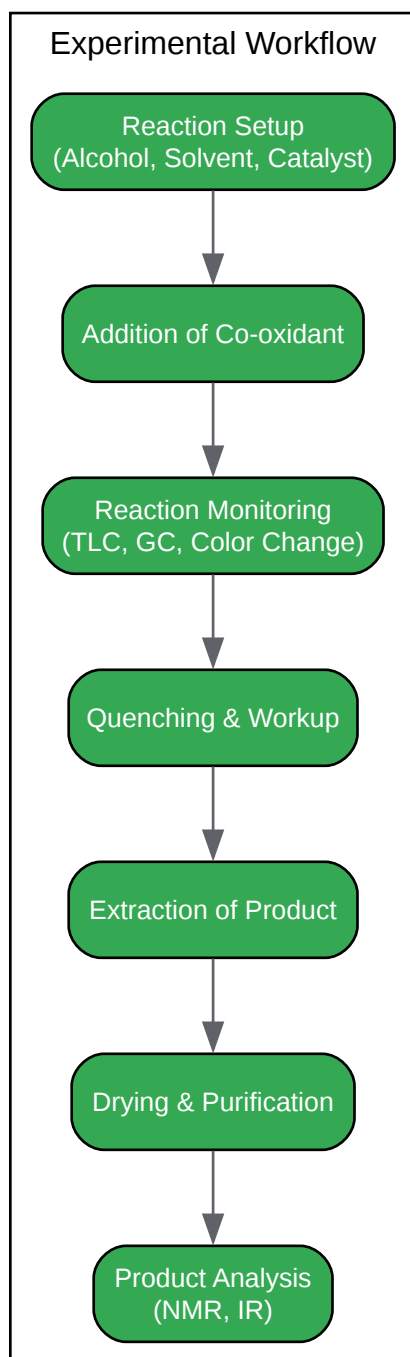 Experimental Workflow
Reaction Setup
(Alcohol, Solvent, Catalyst)
Addition of Co-oxidant
Reaction Monitoring
(TLC, GC, Color Change)
Quenching & Workup
Extraction of Product
Drying & Purification
Product Analysis
(NMR, IR)